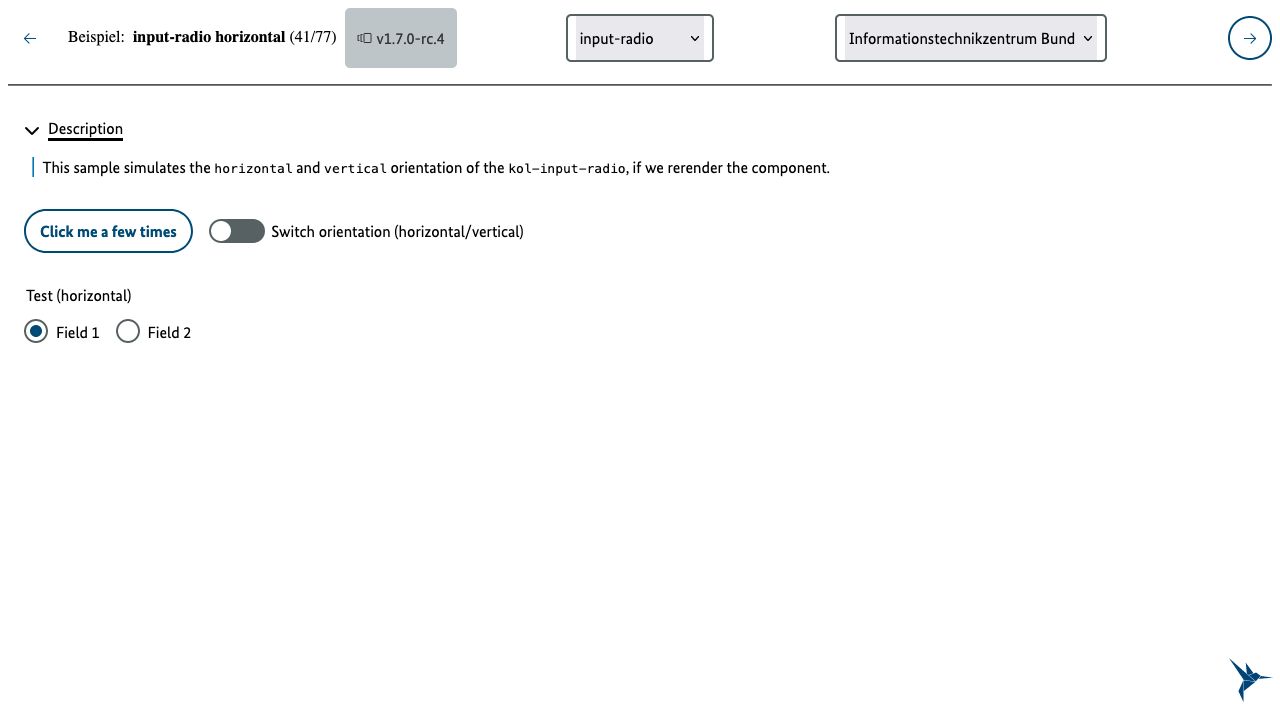 Beispiel: input-radio horizontal (41/77) v1.7.0-rc.4 input-radio Informationstechnikzentrum Bund
Description
This sample simulates the horizontal and vertical orientation of the kol-input-radio, if we rerender the component.
Click me a few times Switch orientation (horizontal/vertical)
Test (horizontal)
Field 1 Field 2